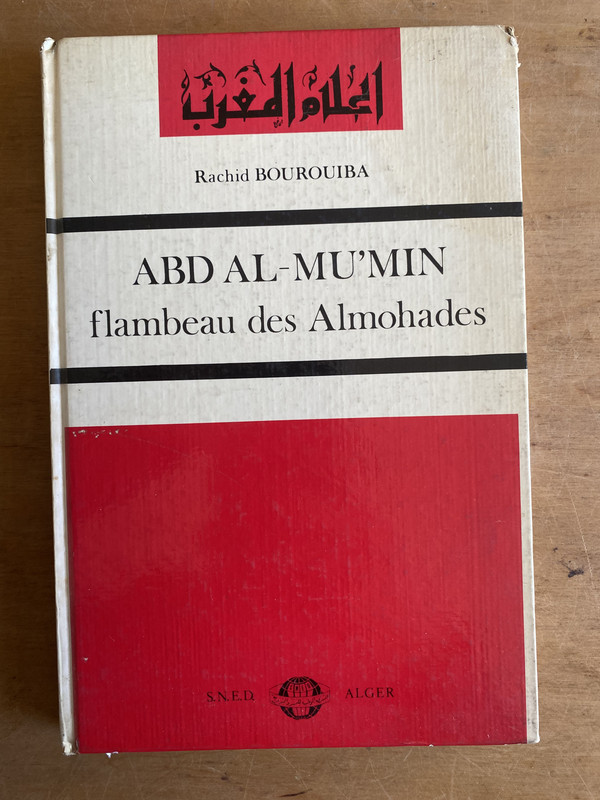 أعلام المغرب
Rachid BOUROUIBA
ABD AL-MU'MIN
flambeau des Almohades
S.N.E.D. ALGER